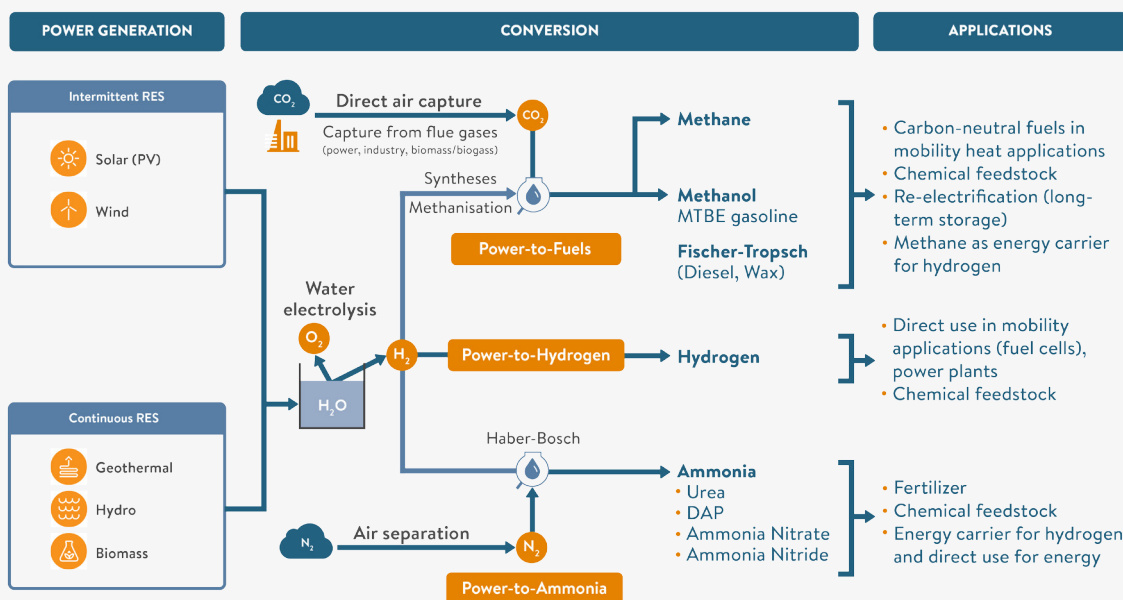 POWER GENERATION
CONVERSION
APPLICATIONS
Intermittent RES
Solar (PV)
Wind
Continuous RES
Geothermal
Hydro
Biomass
CO₂
Direct air capture
Capture from flue gases
(power, industry, biomass/biogass)
CO₂
Syntheses
Methanisation
Power-to-Fuels
Methane
Methanol
MTBE gasoline
Fischer-Tropsch
(Diesel, Wax)
Water
electrolysis
O₂
H₂O
H₂
Power-to-Hydrogen
Hydrogen
Haber-Bosch
N₂
Air separation
N₂
Power-to-Ammonia
Ammonia
• Urea
• DAP
• Ammonia Nitrate
• Ammonia Nitride
• Carbon-neutral fuels in
mobility heat applications
• Chemical feedstock
• Re-electrification (long-
term storage)
• Methane as energy carrier
for hydrogen
• Direct use in mobility
applications (fuel cells),
power plants
• Chemical feedstock
• Fertilizer
• Chemical feedstock
• Energy carrier for hydrogen
and direct use for energy